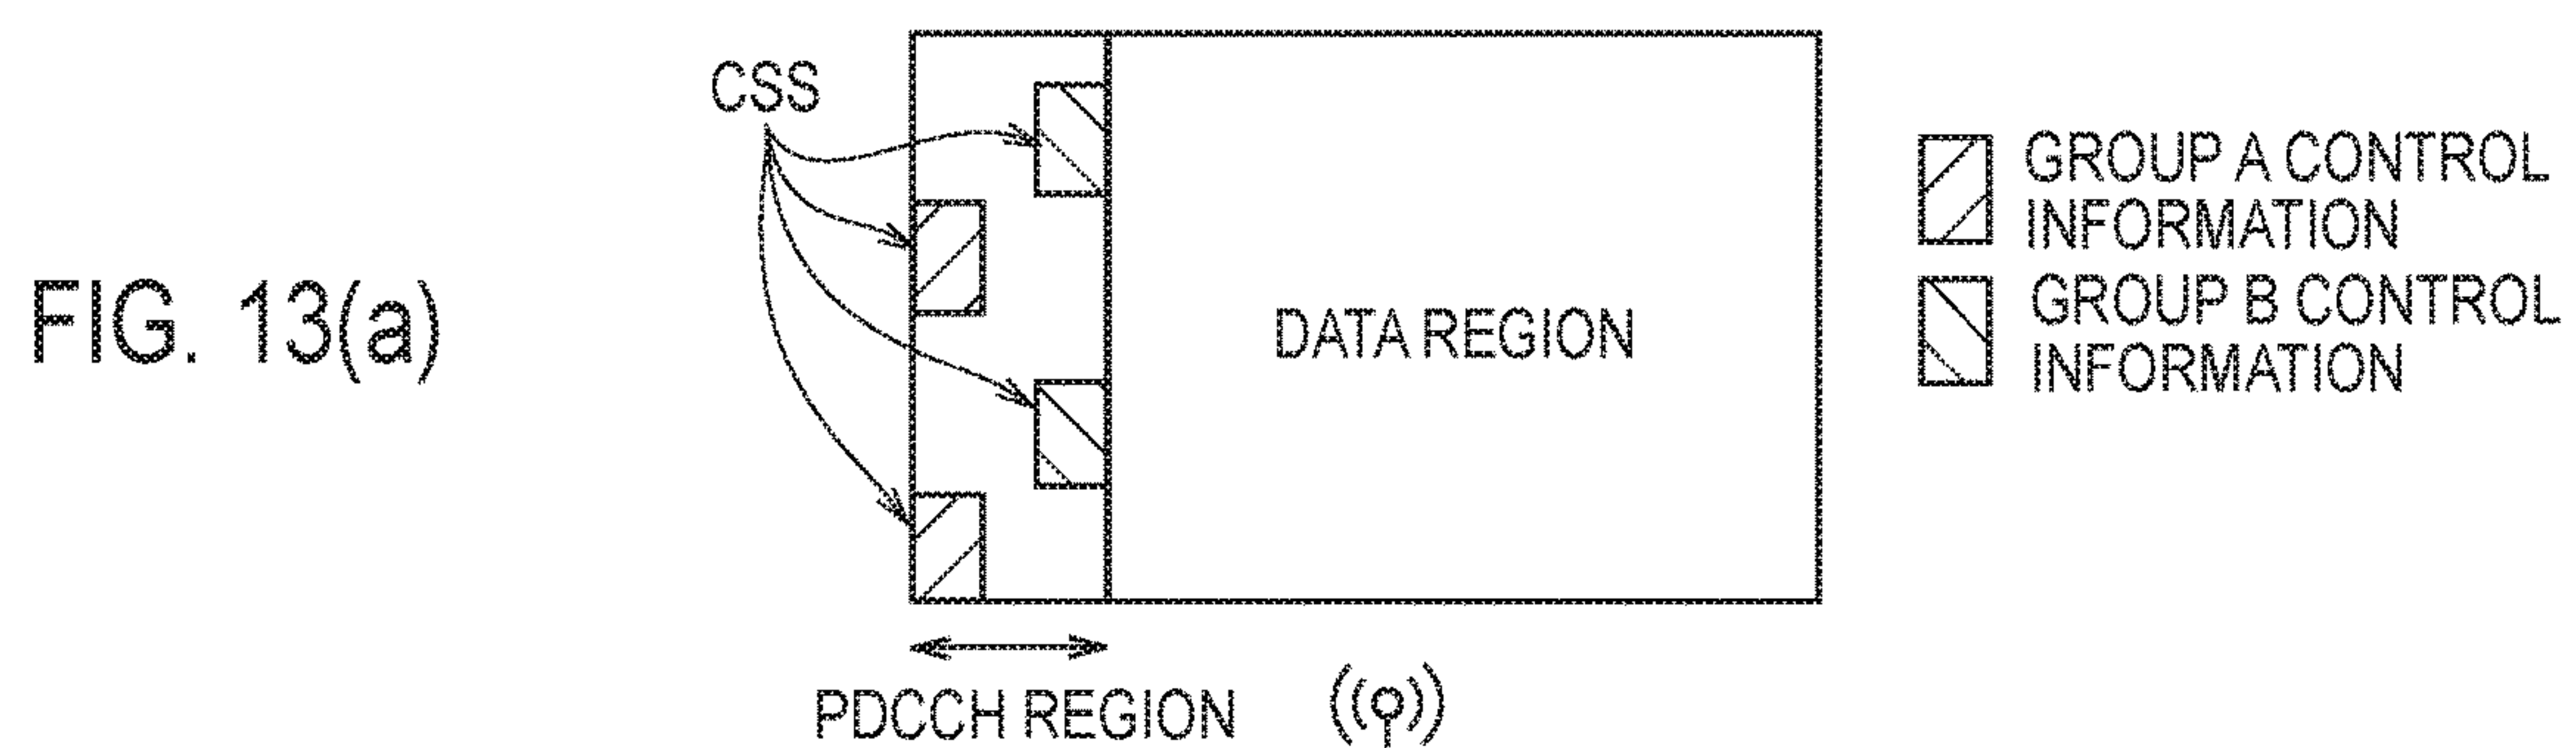 CSS
FIG. 13(a)
DATA REGION
GROUP A CONTROL
INFORMATION
GROUP B CONTROL
INFORMATION
PDCCH REGION